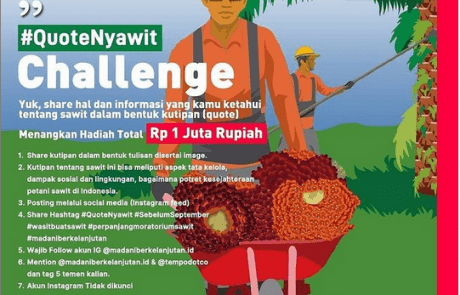 ”
#QuoteNyawit
Challenge
Yuk, share hal dan informasi yang kamu ketahui
tentang sawit dalam bentuk kutipan (quote)
Menangkan Hadiah Total Rp 1 Juta Rupiah
1. Share kutipan dalam bentuk tulisan disertai image.
2. Kutipan tentang sawit ini bisa meliputi aspek tata kelola,
dampak sosial dan lingkungan, bagaimana potret kesejahteraan
petani sawit di Indonesia.
3. Posting melalui social media (Instagram feed)
4. Share Hashtag #QuoteNyawit #SebelumSeptember
#wasitbuatsawit #perpanjangmoratoriumsawit
#madaniberkelanjutan
5. Wajib Follow akun IG @madaniberkelanjutan.id
6. Mention @madaniberkelanjutan.id & @tempodotco
dan tag 5 temen kalian.
7. Akun Instagram Tidak dikunci